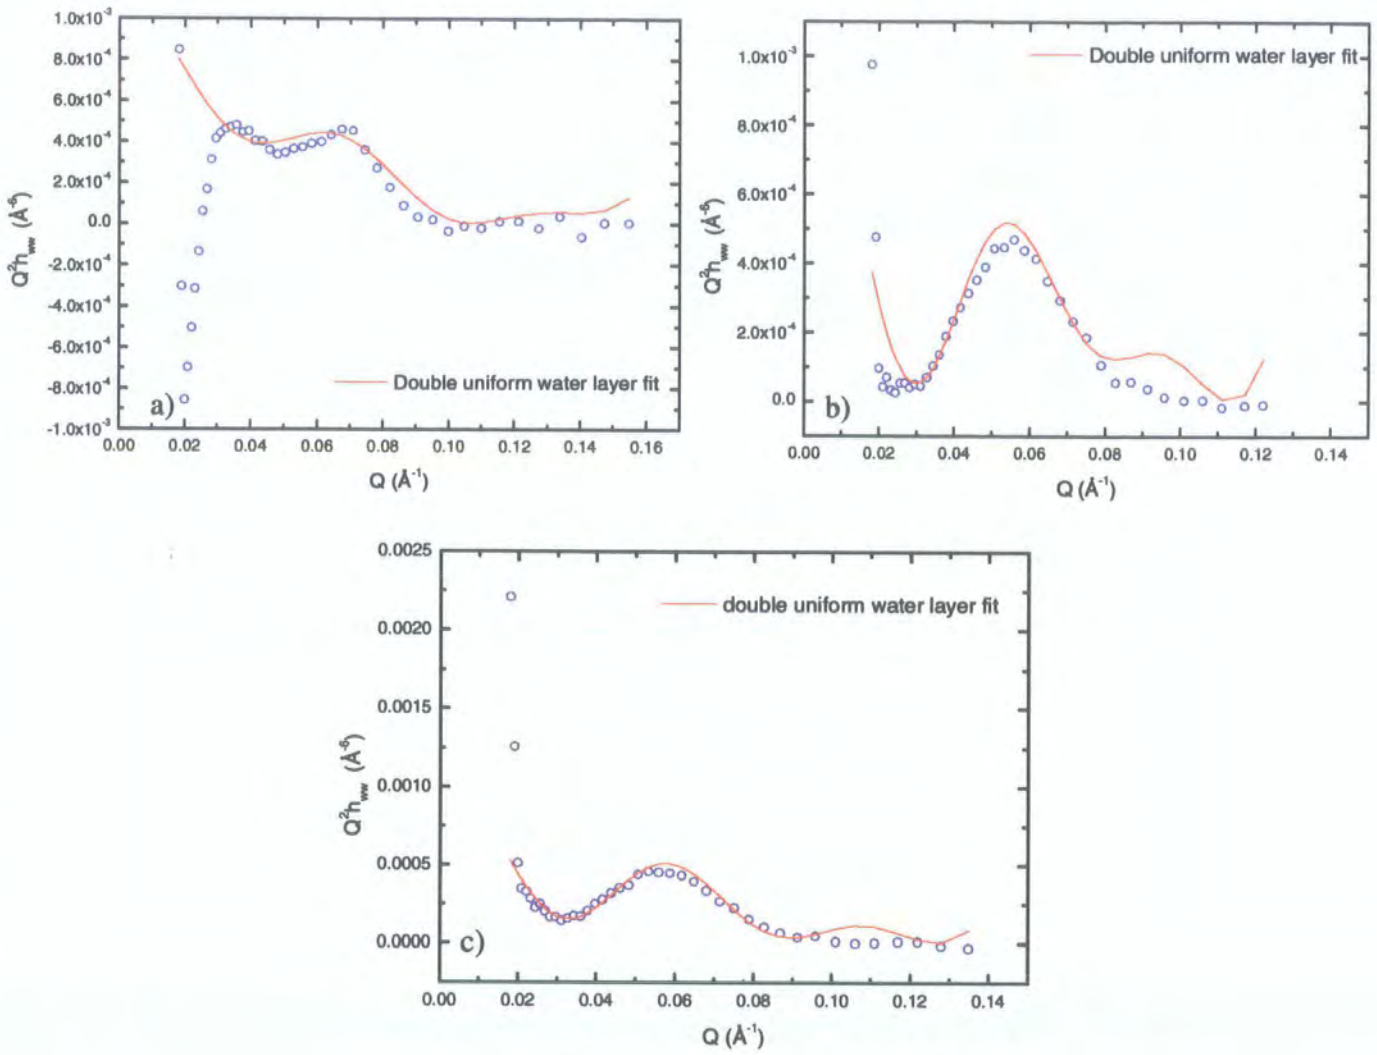 1.0x10⁻³
8.0x10⁻⁴
6.0x10⁻⁴
4.0x10⁻⁴
2.0x10⁻⁴
0.0
-2.0x10⁻⁴
-4.0x10⁻⁴
-6.0x10⁻⁴
-8.0x10⁻⁴
-1.0x10⁻³
Q²hww (Å⁻⁶)
Double uniform water layer fit
a)
0.00 0.02 0.04 0.06 0.08 0.10 0.12 0.14 0.16
Q (Å⁻¹)
Double uniform water layer fit
1.0x10⁻³
8.0x10⁻⁴
6.0x10⁻⁴
4.0x10⁻⁴
2.0x10⁻⁴
0.0
Q²hww (Å⁻⁶)
b)
0.00 0.02 0.04 0.06 0.08 0.10 0.12 0.14
Q (Å⁻¹)
0.0025
0.0020
0.0015
0.0010
0.0005
0.0000
Q²hww (Å⁻⁶)
double uniform water layer fit
c)
0.00 0.02 0.04 0.06 0.08 0.10 0.12 0.14
Q (Å⁻¹)